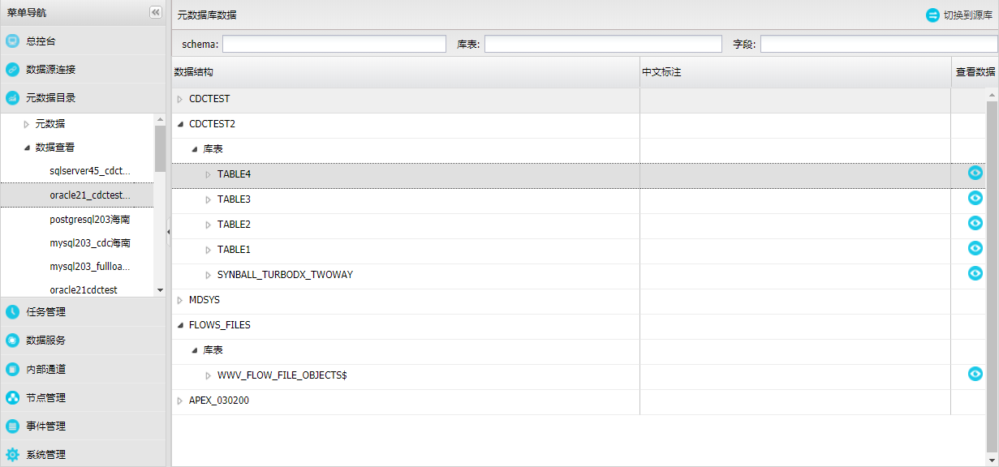 菜单导航
总控台
数据源连接
元数据目录
元数据
数据查看
sqlserver45_cdct...
oracle21_cdctest...
postgresql203海南
mysql203_cdc海南
mysql203_fullloa...
oracle21cdctest
任务管理
数据服务
内部通道
节点管理
事件管理
系统管理
元数据库数据 切换到源库
schema: 库表: 字段:
数据结构 中文标注 查看数据
CDCTEST
CDCTEST2
库表
TABLE4
TABLE3
TABLE2
TABLE1
SYNBALL_TURBODX_TWOWAY
MDSYS
FLOWS_FILES
库表
WWV_FLOW_FILE_OBJECTS$
APEX_030200